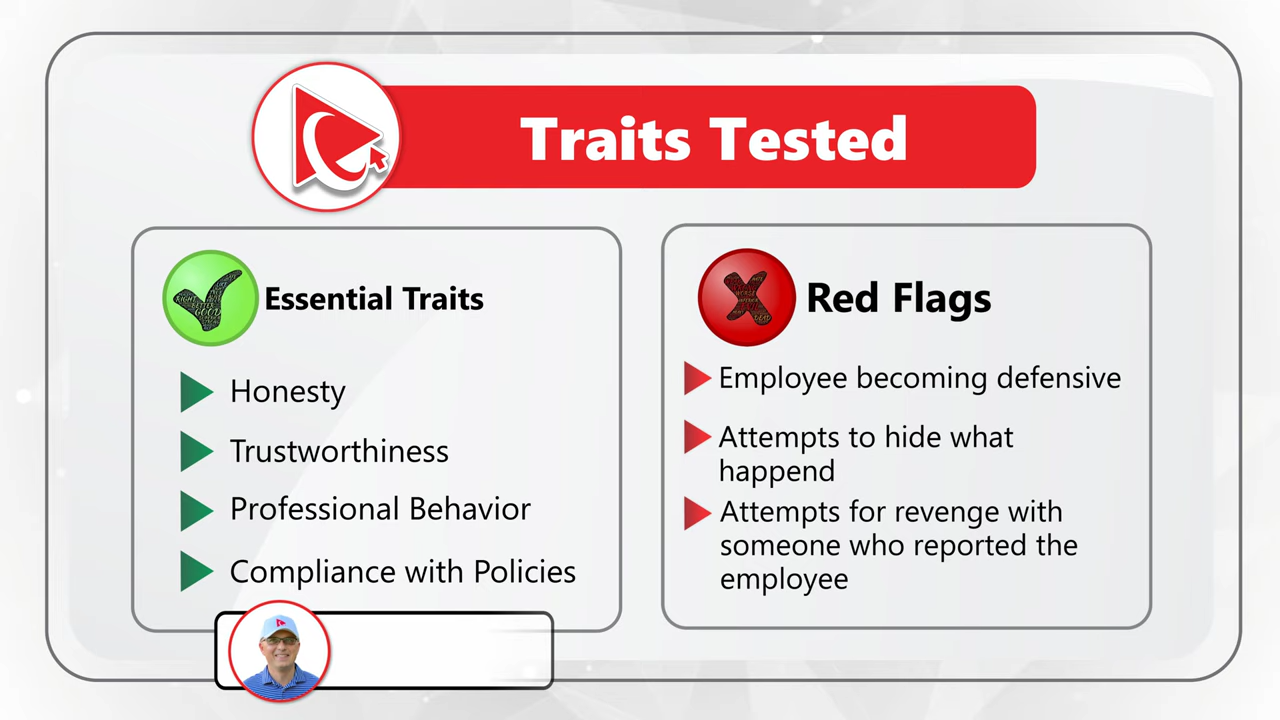 Traits Tested
Essential Traits
Honesty
Trustworthiness
Professional Behavior
Compliance with Policies
Red Flags
Employee becoming defensive
Attempts to hide what
happend
Attempts for revenge with
someone who reported the
employee